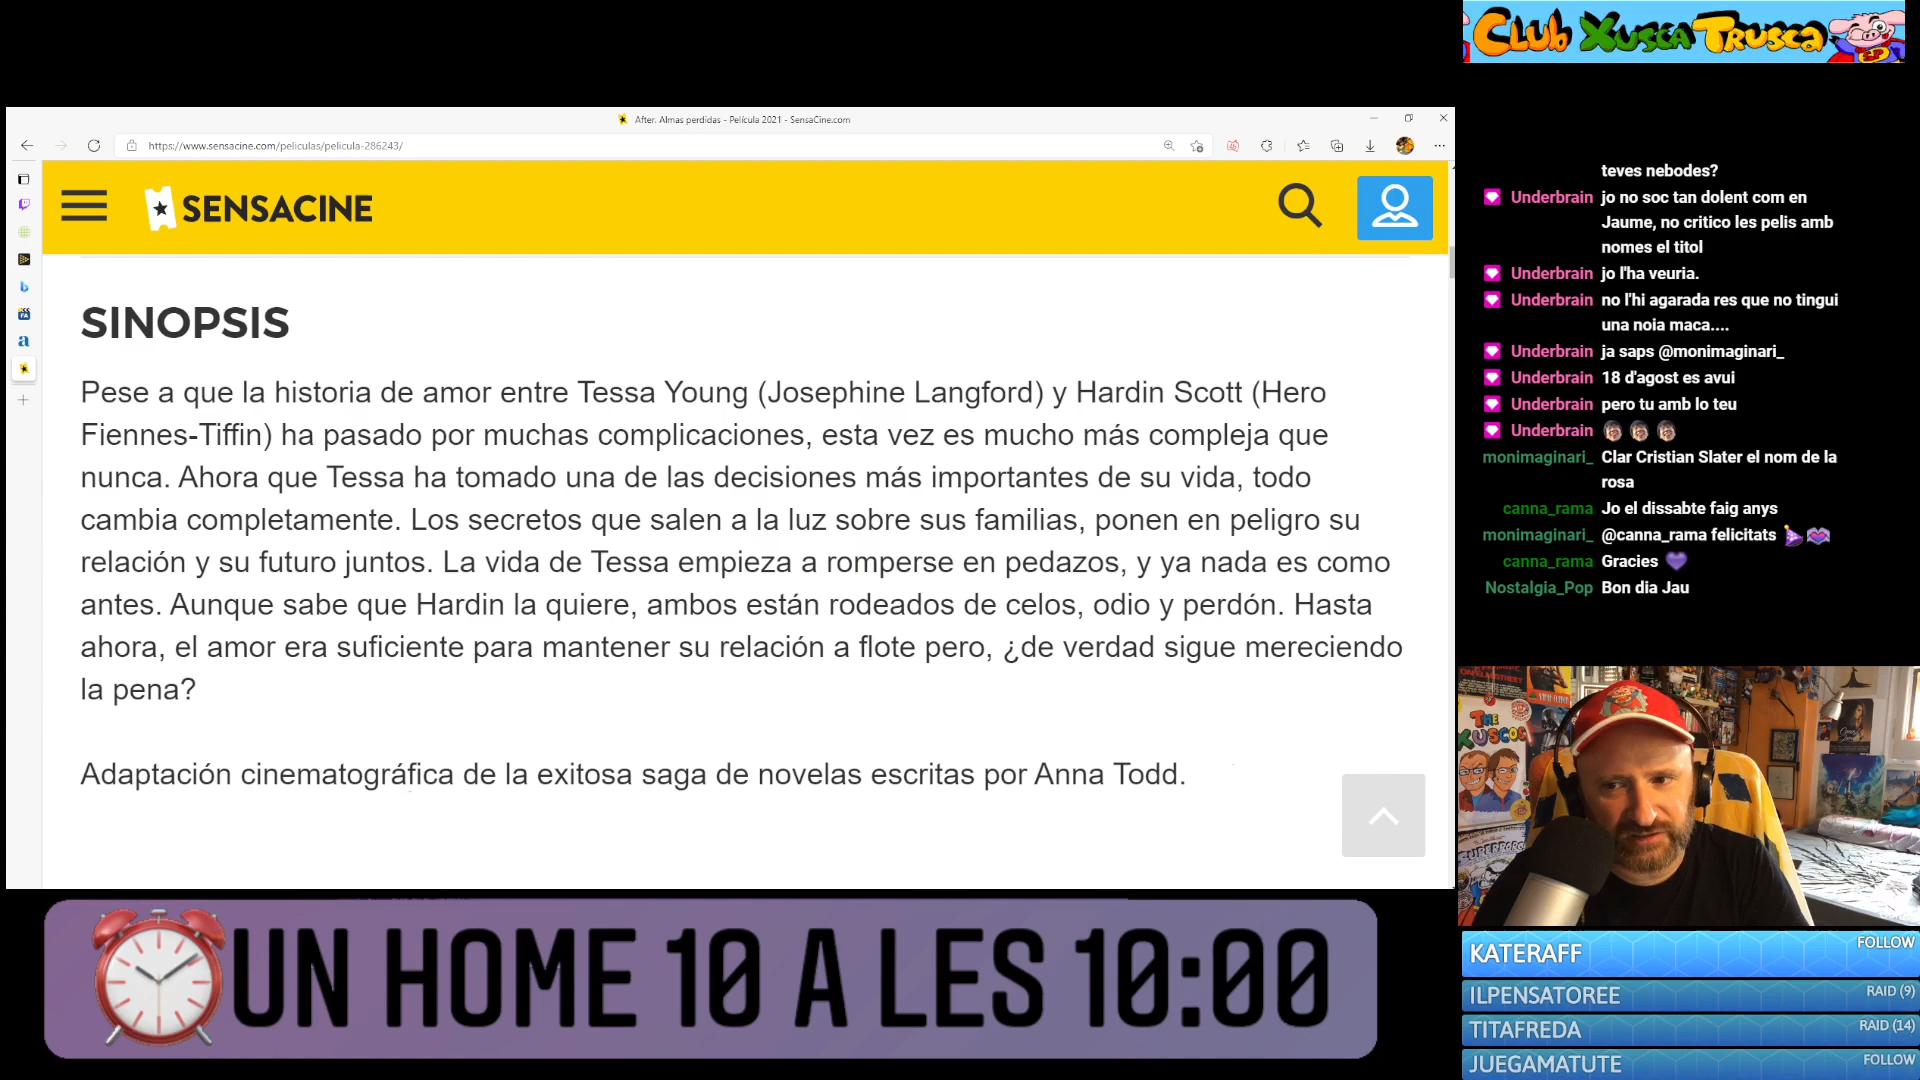 Club Xusca Trusca
After. Almas perdidas - Película 2021 - SensaCine.com
https://www.sensacine.com/peliculas/pelicula-286243/
SENSACINE
SINOPSIS
Pese a que la historia de amor entre Tessa Young (Josephine Langford) y Hardin Scott (Hero
Fiennes-Tiffin) ha pasado por muchas complicaciones, esta vez es mucho más compleja que
nunca. Ahora que Tessa ha tomado una de las decisiones más importantes de su vida, todo
cambia completamente. Los secretos que salen a la luz sobre sus familias, ponen en peligro su
relación y su futuro juntos. La vida de Tessa empieza a romperse en pedazos, y ya nada es como
antes. Aunque sabe que Hardin la quiere, ambos están rodeados de celos, odio y perdón. Hasta
ahora, el amor era suficiente para mantener su relación a flote pero, ¿de verdad sigue mereciendo
la pena?
Adaptación cinematográfica de la exitosa saga de novelas escritas por Anna Todd.
UN HOME 10 A LES 10:00
teves nebodes?
Underbrain jo no soc tan dolent com en
Jaume, no critico les pelis amb
nomes el titol
Underbrain jo l'ha veuria.
Underbrain no l'hi agarada res que no tingui
una noia maca....
Underbrain ja saps @monimaginari_
Underbrain 18 d'agost es avui
Underbrain pero tu amb lo teu
Underbrain
monimaginari_ Clar Cristian Slater el nom de la
rosa
canna_rama Jo el dissabte faig anys
monimaginari_ @canna_rama felicitats
canna_rama Gracies
Nostalgia_Pop Bon dia Jau
THE
XUSCOS
KATERAFF FOLLOW
ILPENSATOREE RAID (9)
TITAFREDA RAID (14)
JUEGAMATUTE FOLLOW